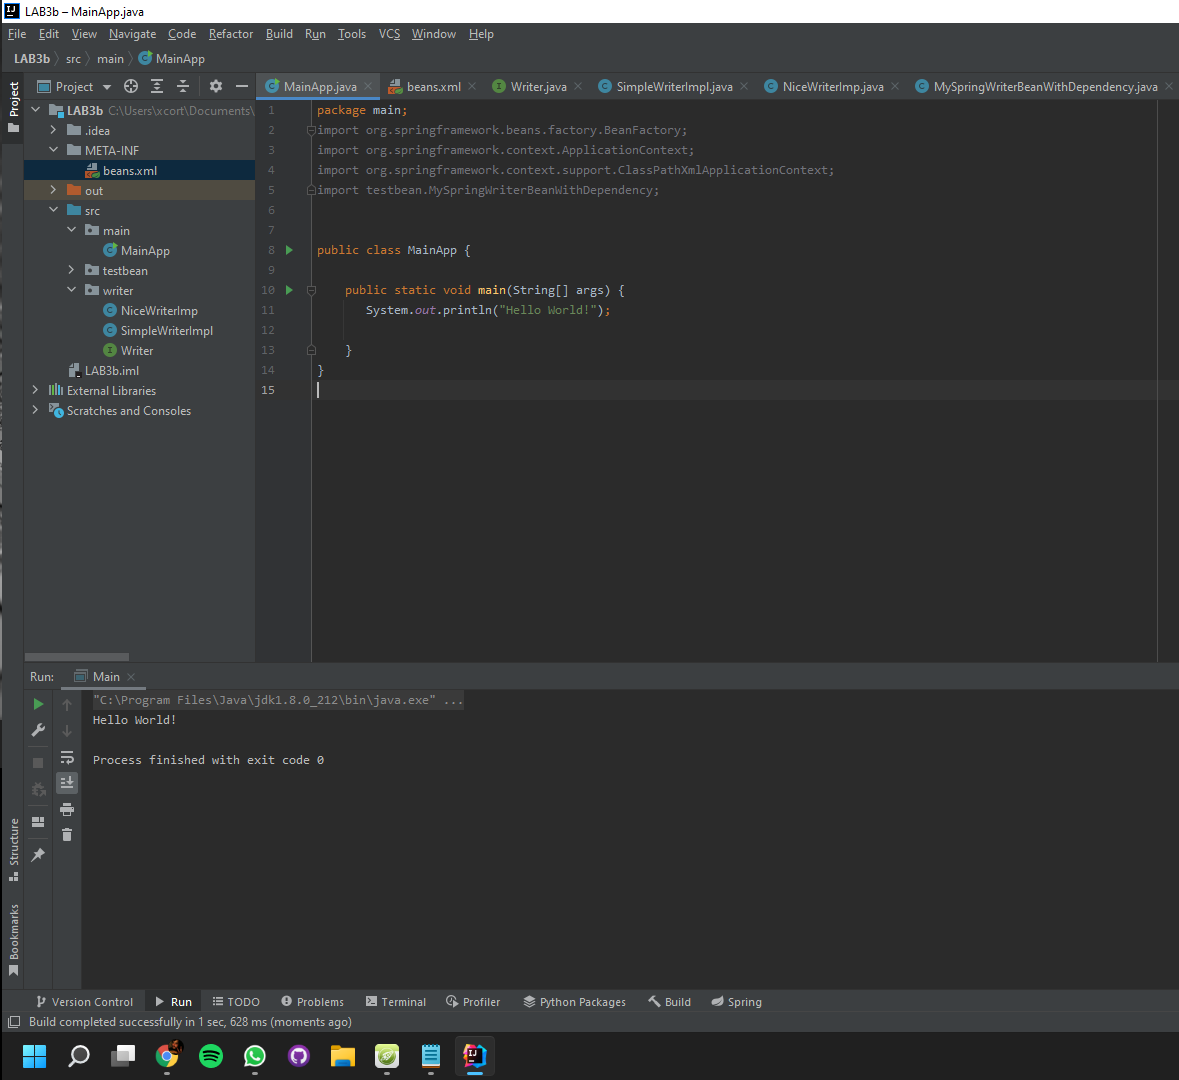 LAB3b – MainApp.java
File Edit View Navigate Code Refactor Build Run Tools VCS Window Help
LAB3b src main MainApp
Project
Project
MainApp.java beans.xml Writer.java SimpleWriterImpl.java NiceWriterImp.java MySpringWriterBeanWithDependency.java
LAB3b C:\Users\xcort\Documents\
.idea
META-INF
beans.xml
out
src
main
MainApp
testbean
writer
NiceWriterImp
SimpleWriterImpl
Writer
LAB3b.iml
External Libraries
Scratches and Consoles
1 package main;
2 import org.springframework.beans.factory.BeanFactory;
3 import org.springframework.context.ApplicationContext;
4 import org.springframework.context.support.ClassPathXmlApplicationContext;
5 import testbean.MySpringWriterBeanWithDependency;
6
7
8 public class MainApp {
9
10 public static void main(String[] args) {
11 System.out.println("Hello World!");
12
13 }
14 }
15
Run: Main
"C:\Program Files\Java\jdk1.8.0_212\bin\java.exe" ...
Hello World!
Process finished with exit code 0
Structure
Bookmarks
Version Control Run TODO Problems Terminal Profiler Python Packages Build Spring
Build completed successfully in 1 sec, 628 ms (moments ago)